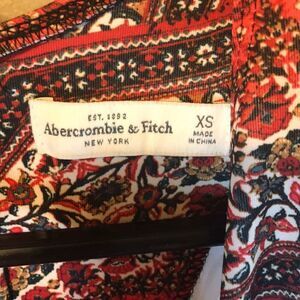 EST. 1892
Abercrombie & Fitch
NEW YORK
XS
MADE
IN CHINA